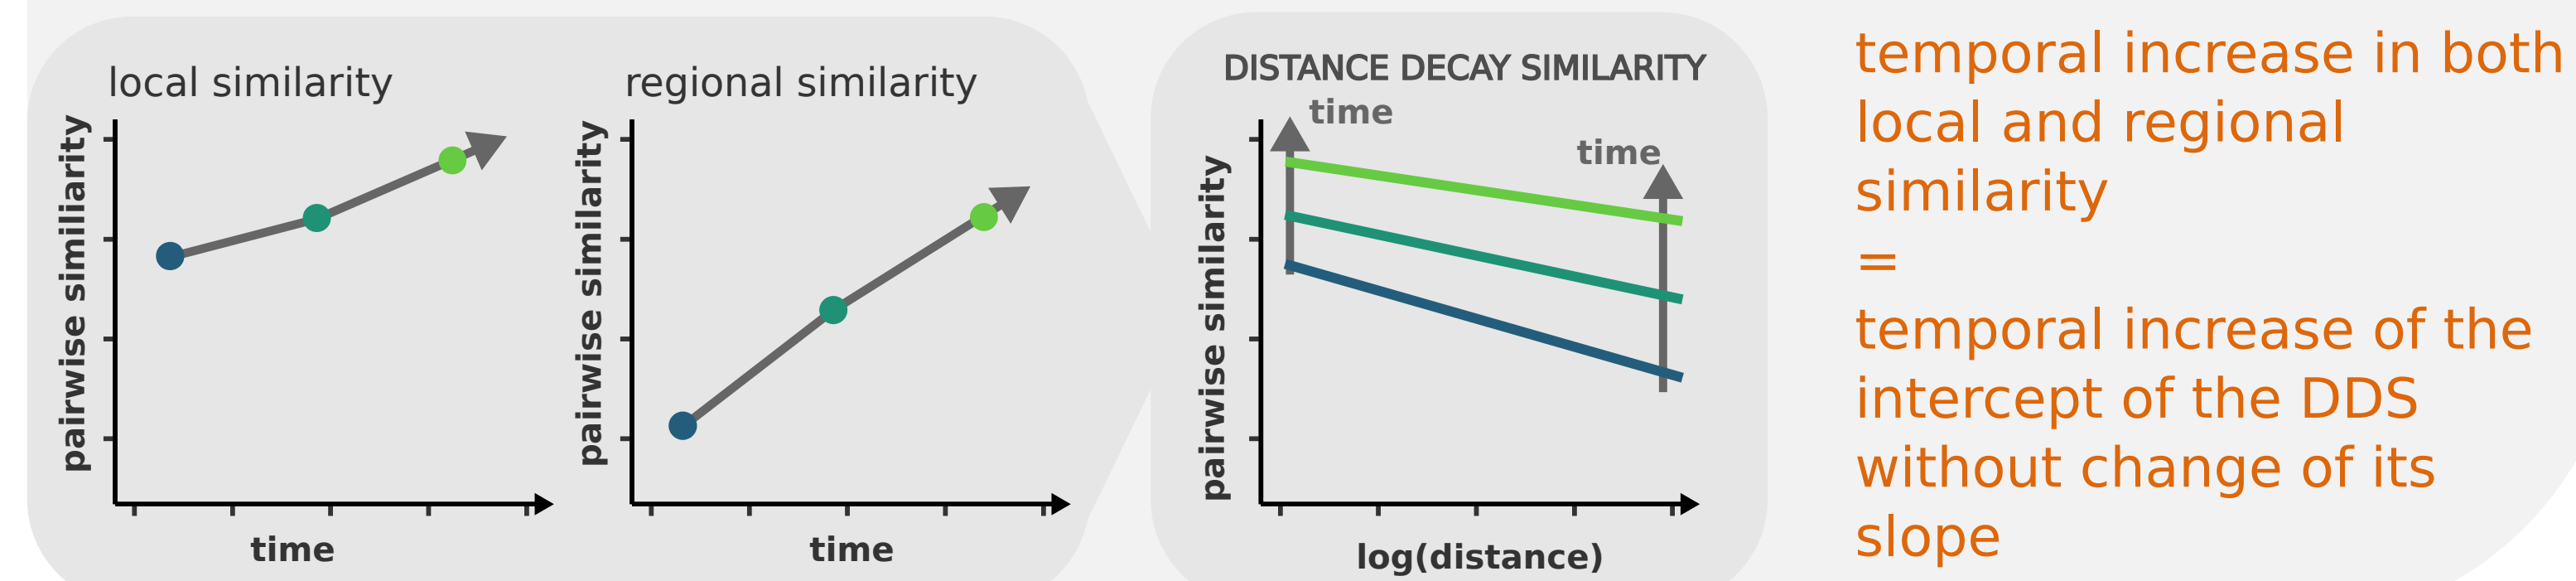 local similarity
pairwise similiarity
time
regional similarity
pairwise similarity
time
DISTANCE DECAY SIMILARITY
time
time
pairwise similarity
log(distance)
temporal increase in both
local and regional
similarity
=
temporal increase of the
intercept of the DDS
without change of its
slope